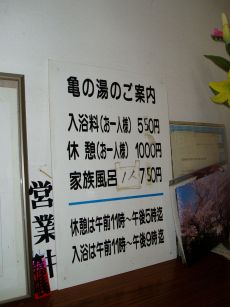 亀の湯のご案内
入浴料(お一人様) 550円
休 憩(お一人様) 1000円
家族風呂 1人 750円
休憩は午前11時～午後5時迄
入浴は午前11時～午後9時迄
営業